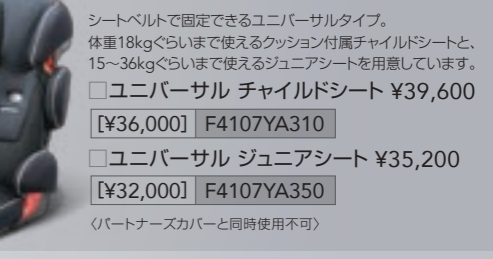 シートベルトで固定できるユニバーサルタイプ。
体重18kgぐらいまで使えるクッション付属チャイルドシートと、
15〜36kgぐらいまで使えるジュニアシートを用意しています。
□ユニバーサル チャイルドシート ¥39,600
[¥36,000] F4107YA310
□ユニバーサル ジュニアシート ¥35,200
[¥32,000] F4107YA350
〈パートナーズカバーと同時使用不可〉